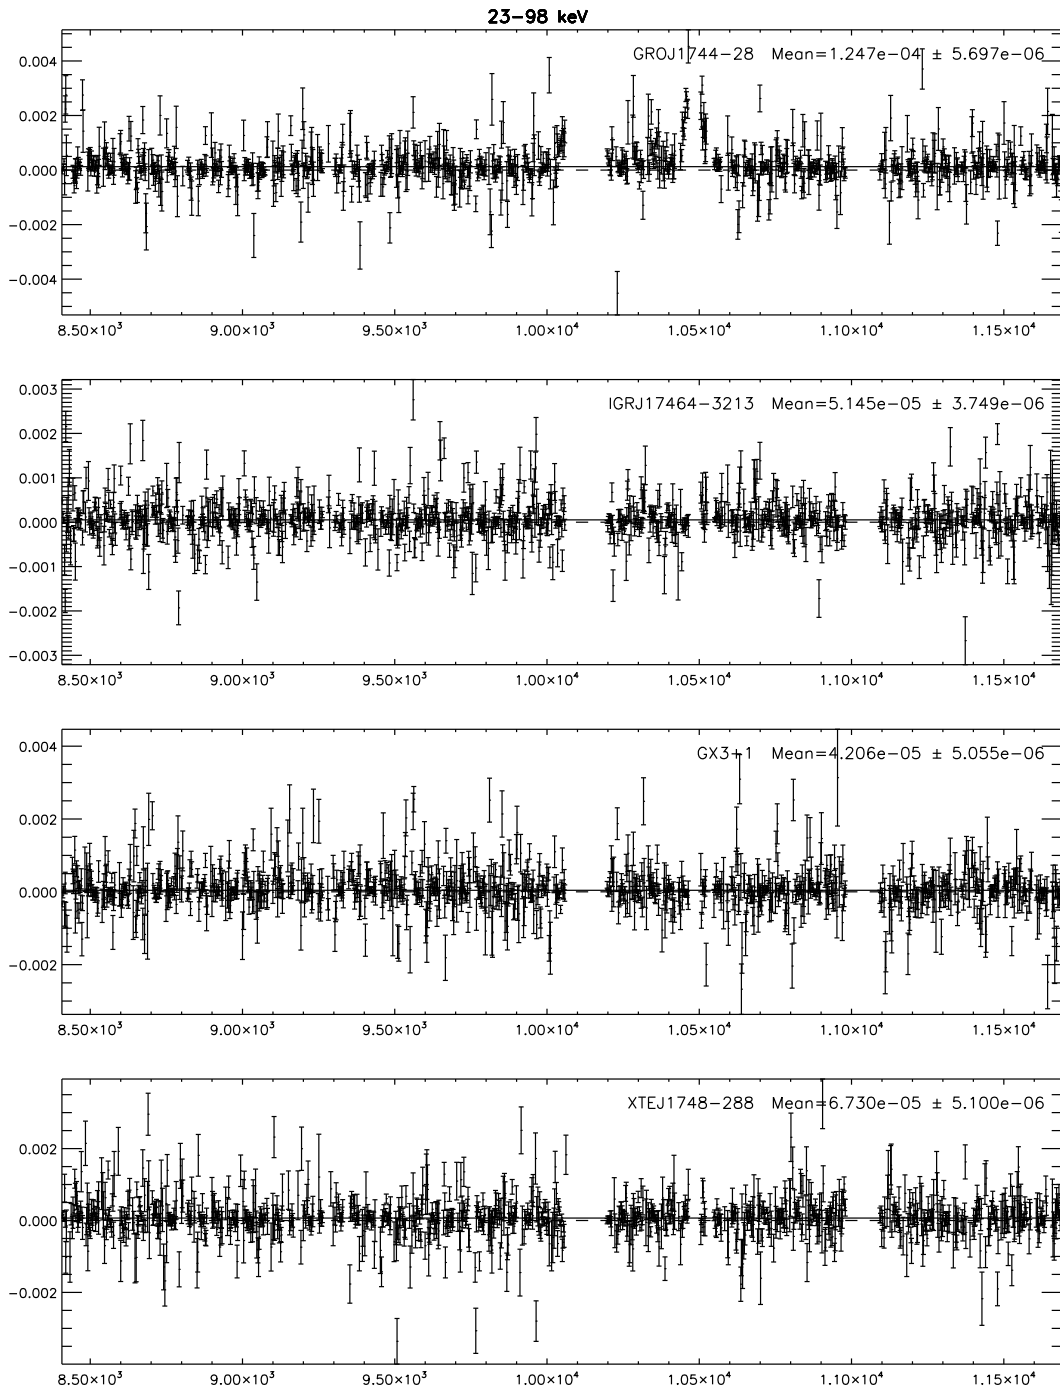 23-98 keV
GROJ1744-28 Mean=1.247e-04 ± 5.697e-06
0.004
0.002
0.000
-0.002
-0.004
8.50×10³ 9.00×10³ 9.50×10³ 1.00×10⁴ 1.05×10⁴ 1.10×10⁴ 1.15×10⁴
IGRJ17464-3213 Mean=5.145e-05 ± 3.749e-06
0.003
0.002
0.001
0.000
-0.001
-0.002
-0.003
8.50×10³ 9.00×10³ 9.50×10³ 1.00×10⁴ 1.05×10⁴ 1.10×10⁴ 1.15×10⁴
GX3+1 Mean=4.206e-05 ± 5.055e-06
0.004
0.002
0.000
-0.002
8.50×10³ 9.00×10³ 9.50×10³ 1.00×10⁴ 1.05×10⁴ 1.10×10⁴ 1.15×10⁴
XTEJ1748-288 Mean=6.730e-05 ± 5.100e-06
0.002
0.000
-0.002
8.50×10³ 9.00×10³ 9.50×10³ 1.00×10⁴ 1.05×10⁴ 1.10×10⁴ 1.15×10⁴